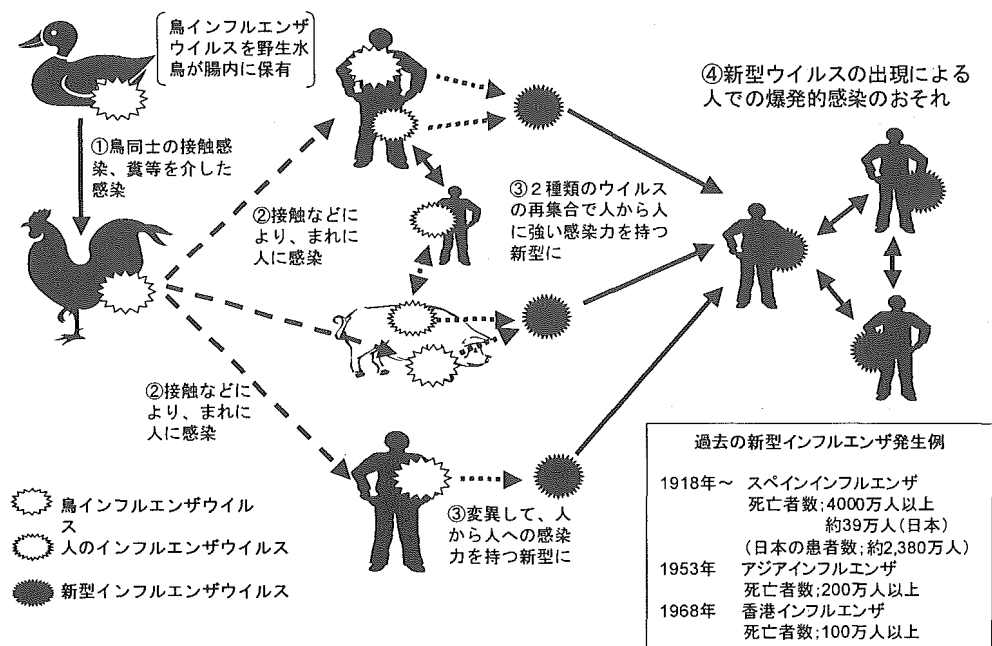 鳥インフルエンザ
ウイルスを野生水
鳥が腸内に保有
①鳥同士の接触感
染、糞等を介した
感染
②接触などに
より、まれに
人に感染
②接触などに
より、まれに
人に感染
③２種類のウイルス
の再集合で人から人
に強い感染力を持つ
新型に
③変異して、人
から人への感染
力を持つ新型に
④新型ウイルスの出現による
人での爆発的感染のおそれ
鳥インフルエンザウイル
ス
人のインフルエンザウイルス
新型インフルエンザウイルス
過去の新型インフルエンザ発生例
1918年～ スペインインフルエンザ
死亡者数;4000万人以上
約39万人(日本)
(日本の患者数;約2,380万人)
1953年 アジアインフルエンザ
死亡者数;200万人以上
1968年 香港インフルエンザ
死亡者数;100万人以上